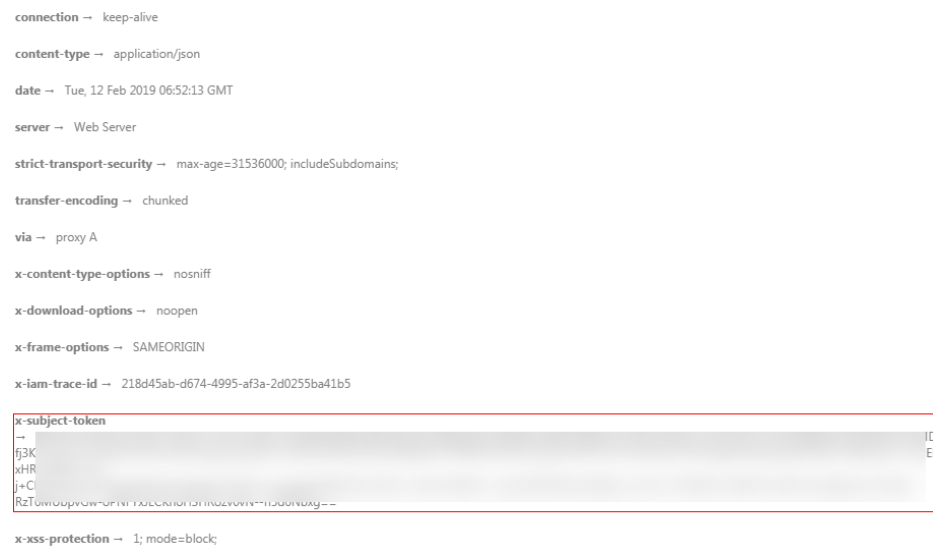 connection → keep-alive
content-type → application/json
date → Tue, 12 Feb 2019 06:52:13 GMT
server → Web Server
strict-transport-security → max-age=31536000; includeSubdomains;
transfer-encoding → chunked
via → proxy A
x-content-type-options → nosniff
x-download-options → noopen
x-frame-options → SAMEORIGIN
x-iam-trace-id → 218d45ab-d674-4995-af3a-2d0255ba41b5
x-subject-token
→
fj3K
xHR
x-xss-protection → 1; mode=block;